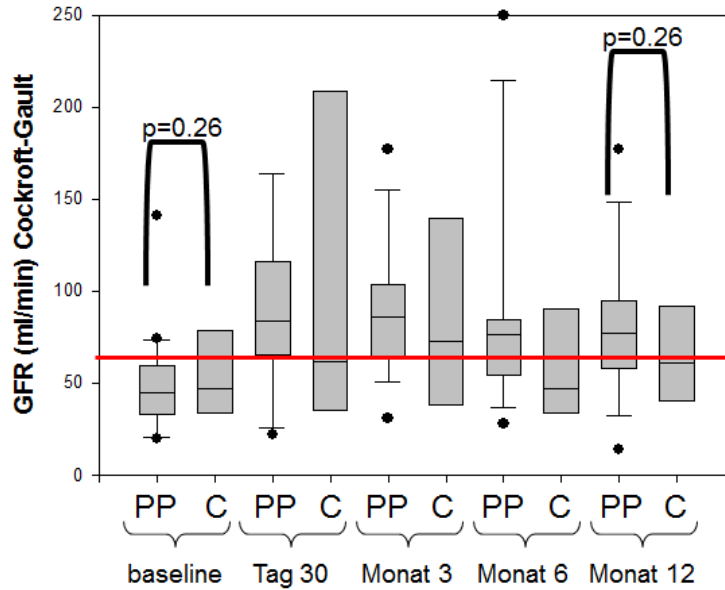 250
p=0.26
200
p=0.26
150
100
50
0
GFR (ml/min) Cockroft-Gault
PP C PP C PP C PP C PP C
baseline Tag 30 Monat 3 Monat 6 Monat 12